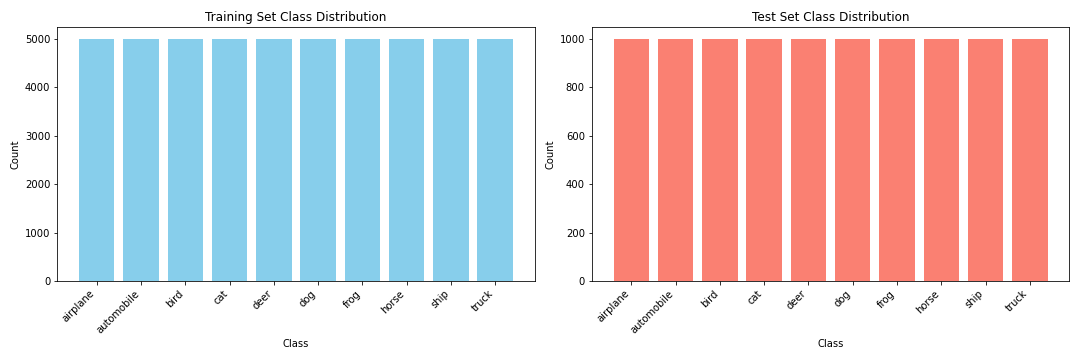 Training Set Class Distribution
5000
4000
3000
2000
1000
0
Count
airplane
automobile
bird
cat
deer
dog
frog
horse
ship
truck
Class
Test Set Class Distribution
1000
800
600
400
200
0
Count
airplane
automobile
bird
cat
deer
dog
frog
horse
ship
truck
Class